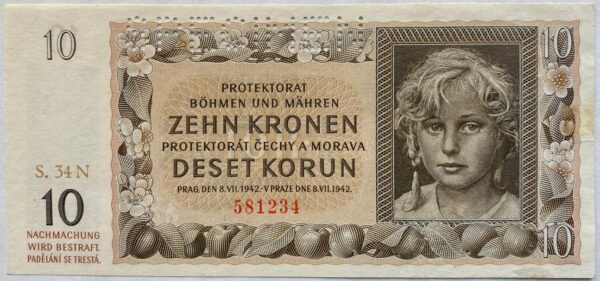 10
10
PROTEKTORAT
BÖHMEN UND MÄHREN
ZEHN KRONEN
PROTEKTORÁT ČECHY A MORAVA
DESET KORUN
PRAG, DEN 8.VII.1942.-V PRAZE DNE 8.VII.1942.
581234
S. 34 N
10
NACHMACHUNG
WIRD BESTRAFT.
PADĚLÁNÍ SE TRESTÁ.
10
10